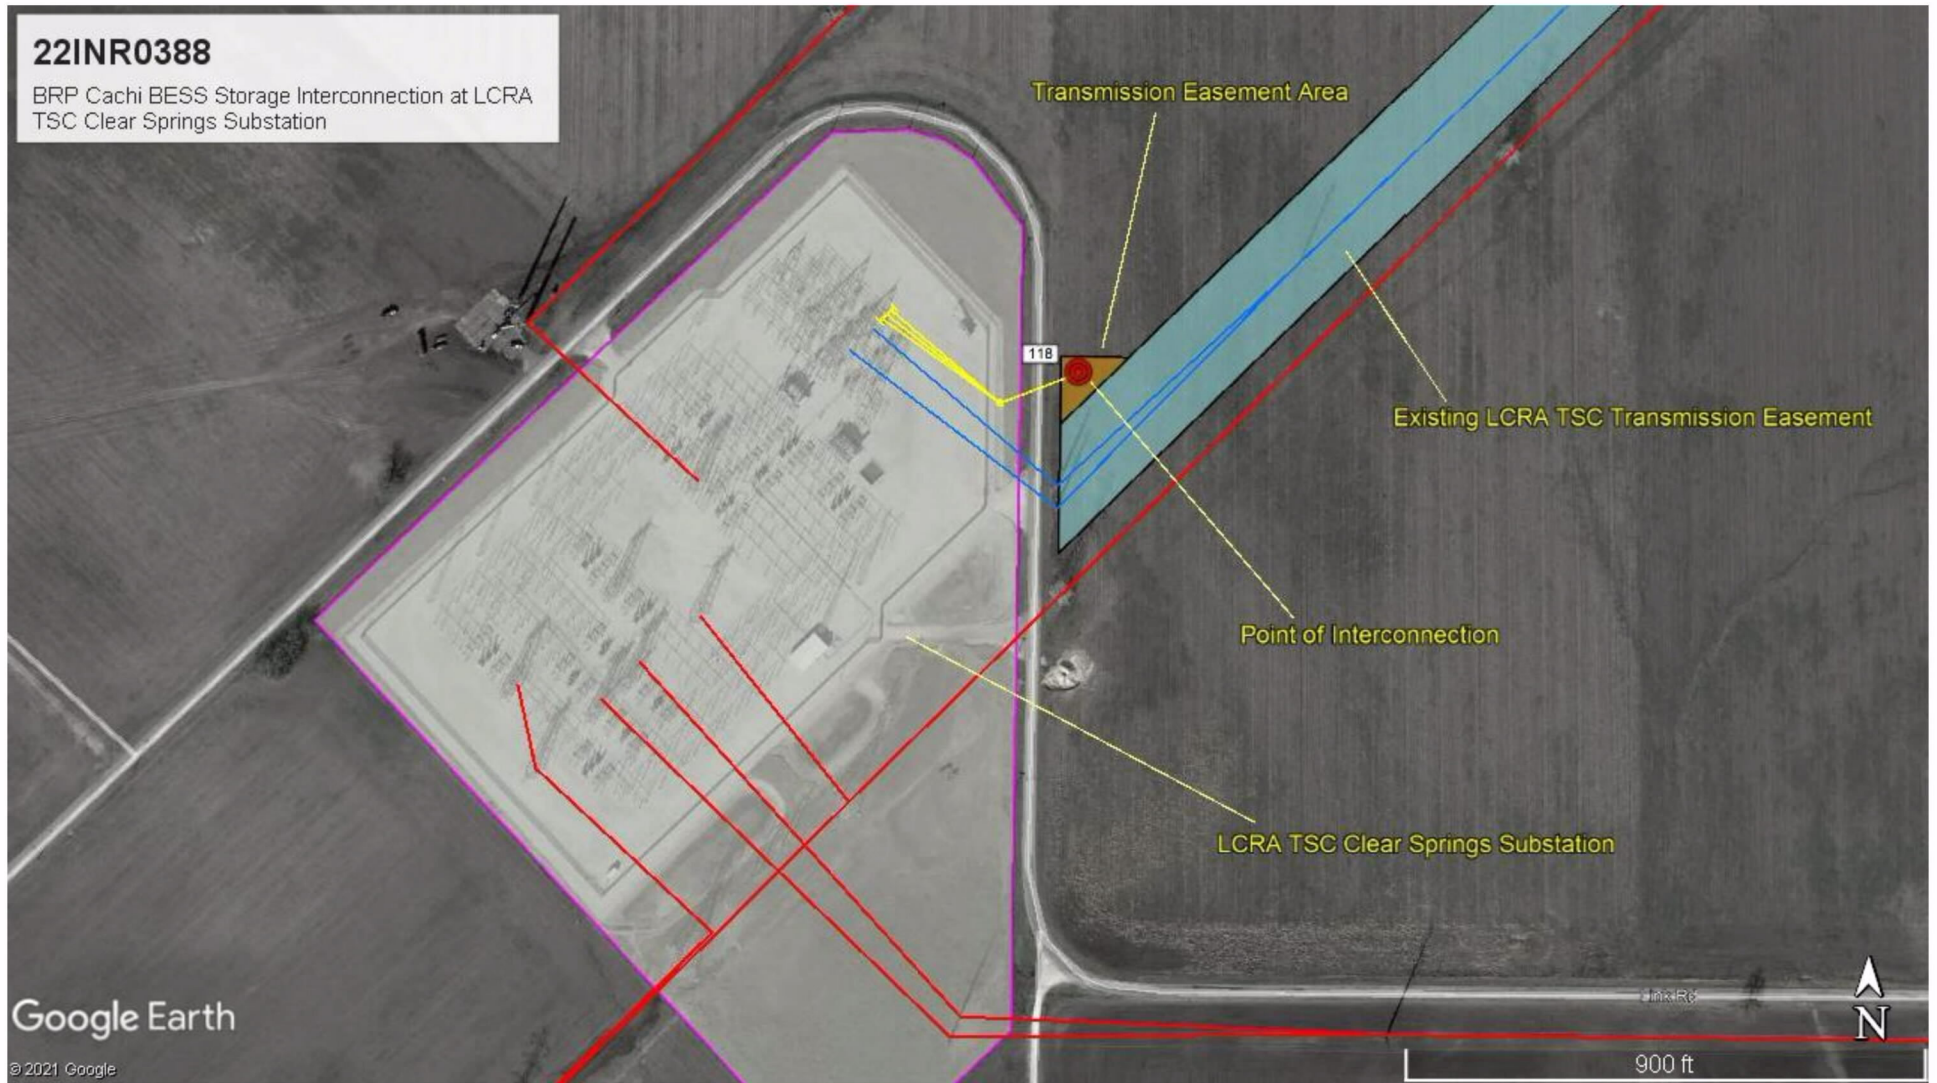 22INR0388
BRP Cachi BESS Storage Interconnection at LCRA
TSC Clear Springs Substation
Transmission Easement Area
118
Existing LCRA TSC Transmission Easement
Point of Interconnection
LCRA TSC Clear Springs Substation
Google Earth
© 2021 Google
N
900 ft